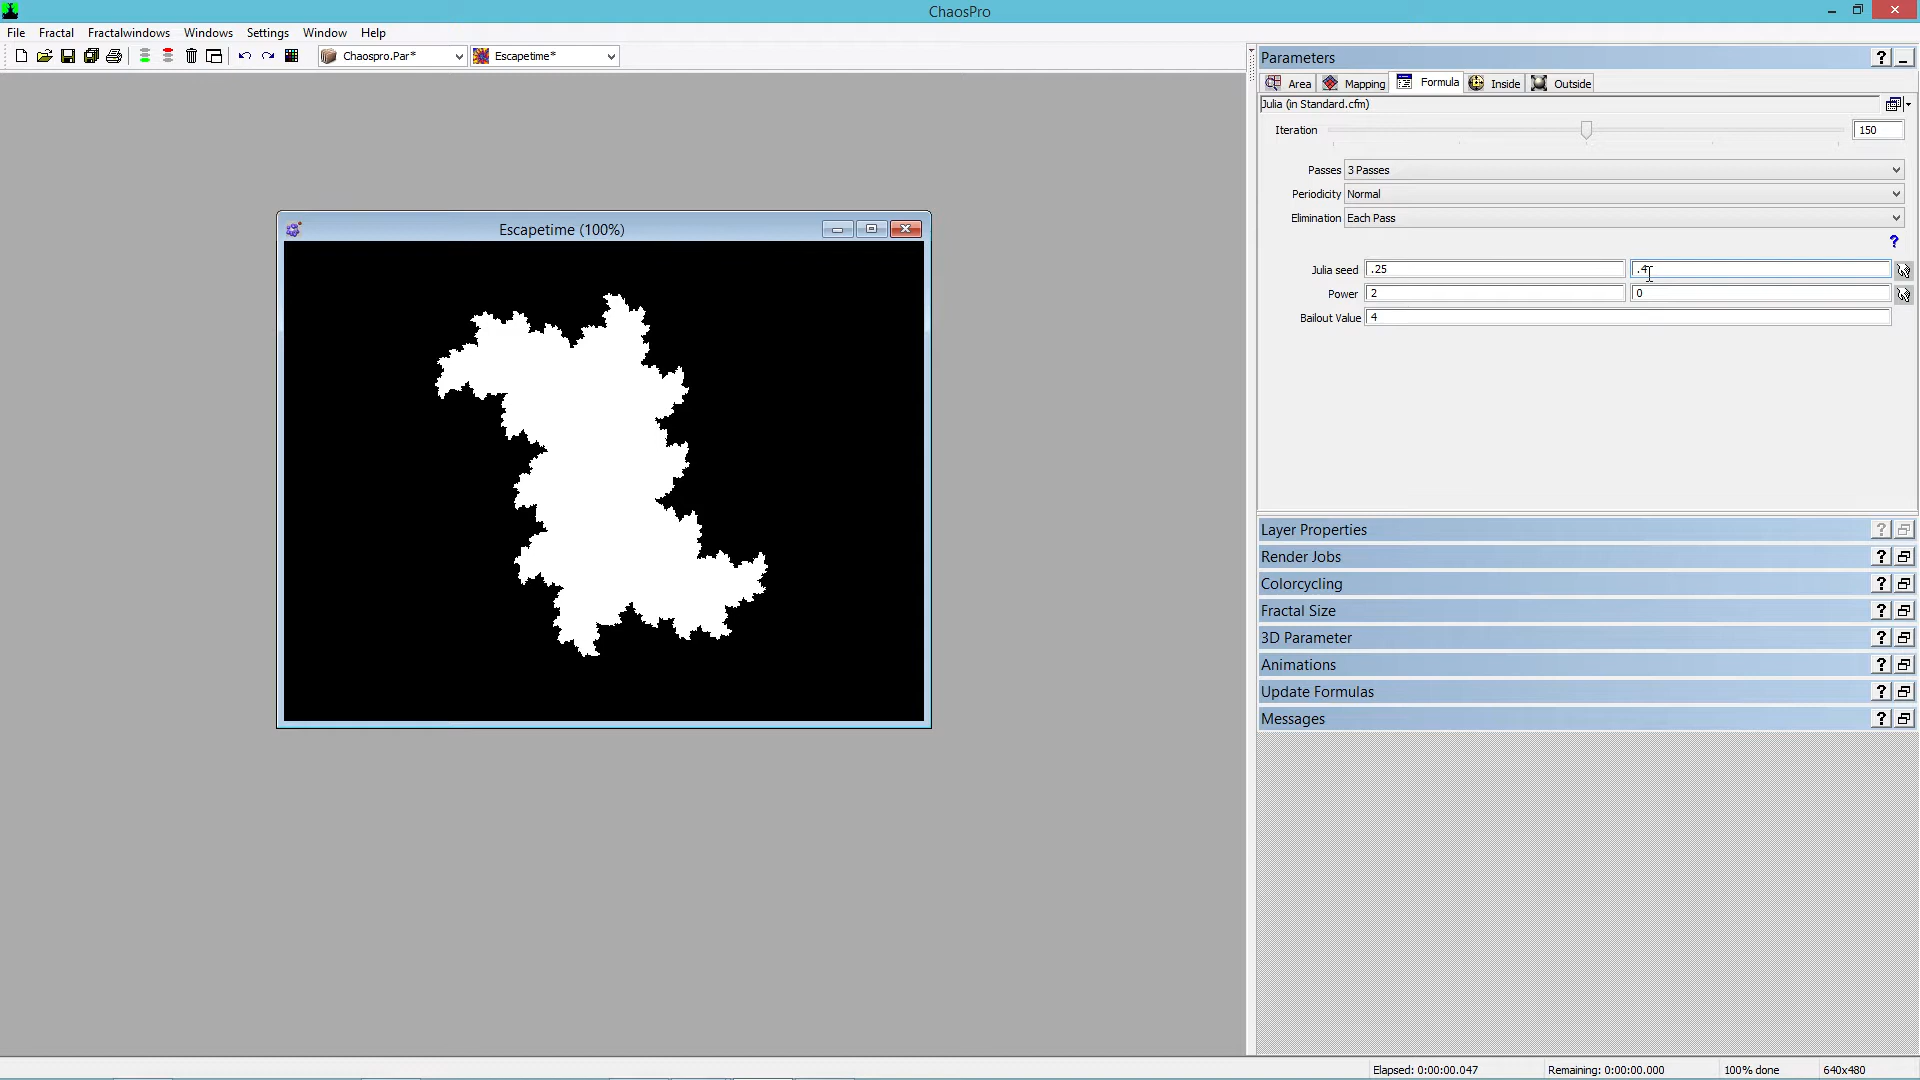 ChaosPro
File Fractal Fractalwindows Windows Settings Window Help
Chaospro.Par* Escapetime*
Escapetime (100%)
Parameters ?
Area Mapping Formula Inside Outside
Julia (in Standard.cfm)
Iteration 150
Passes 3 Passes
Periodicity Normal
Elimination Each Pass
?
Julia seed .25 .4
Power 2 0
Bailout Value 4
Layer Properties ?
Render Jobs ?
Colorcycling ?
Fractal Size ?
3D Parameter ?
Animations ?
Update Formulas ?
Messages ?
Elapsed: 0:00:00.047 Remaining: 0:00:00.000 100% done 640x480